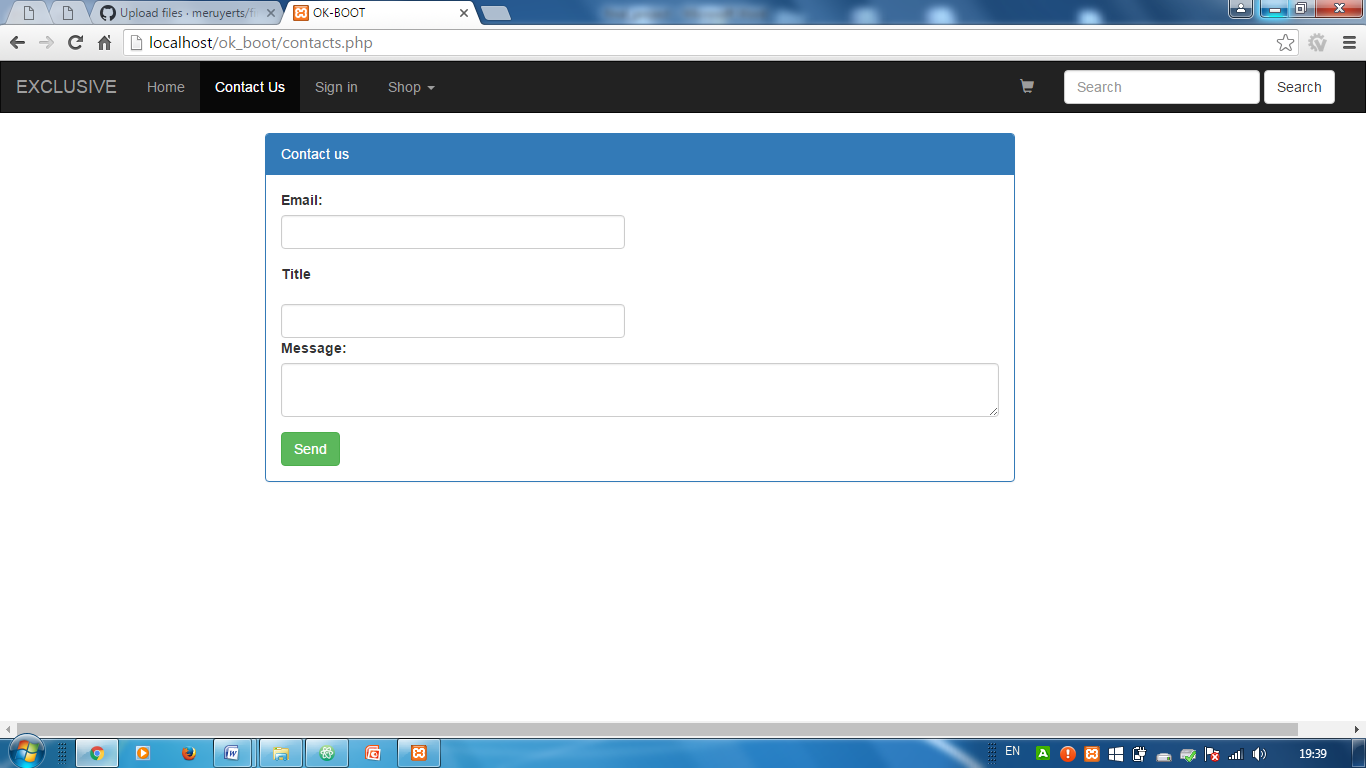 Upload files · meruyerts/fi
OK-BOOT
localhost/ok_boot/contacts.php
EXCLUSIVE Home Contact Us Sign in Shop Search Search
Contact us
Email:
Title
Message:
Send
EN 19:39